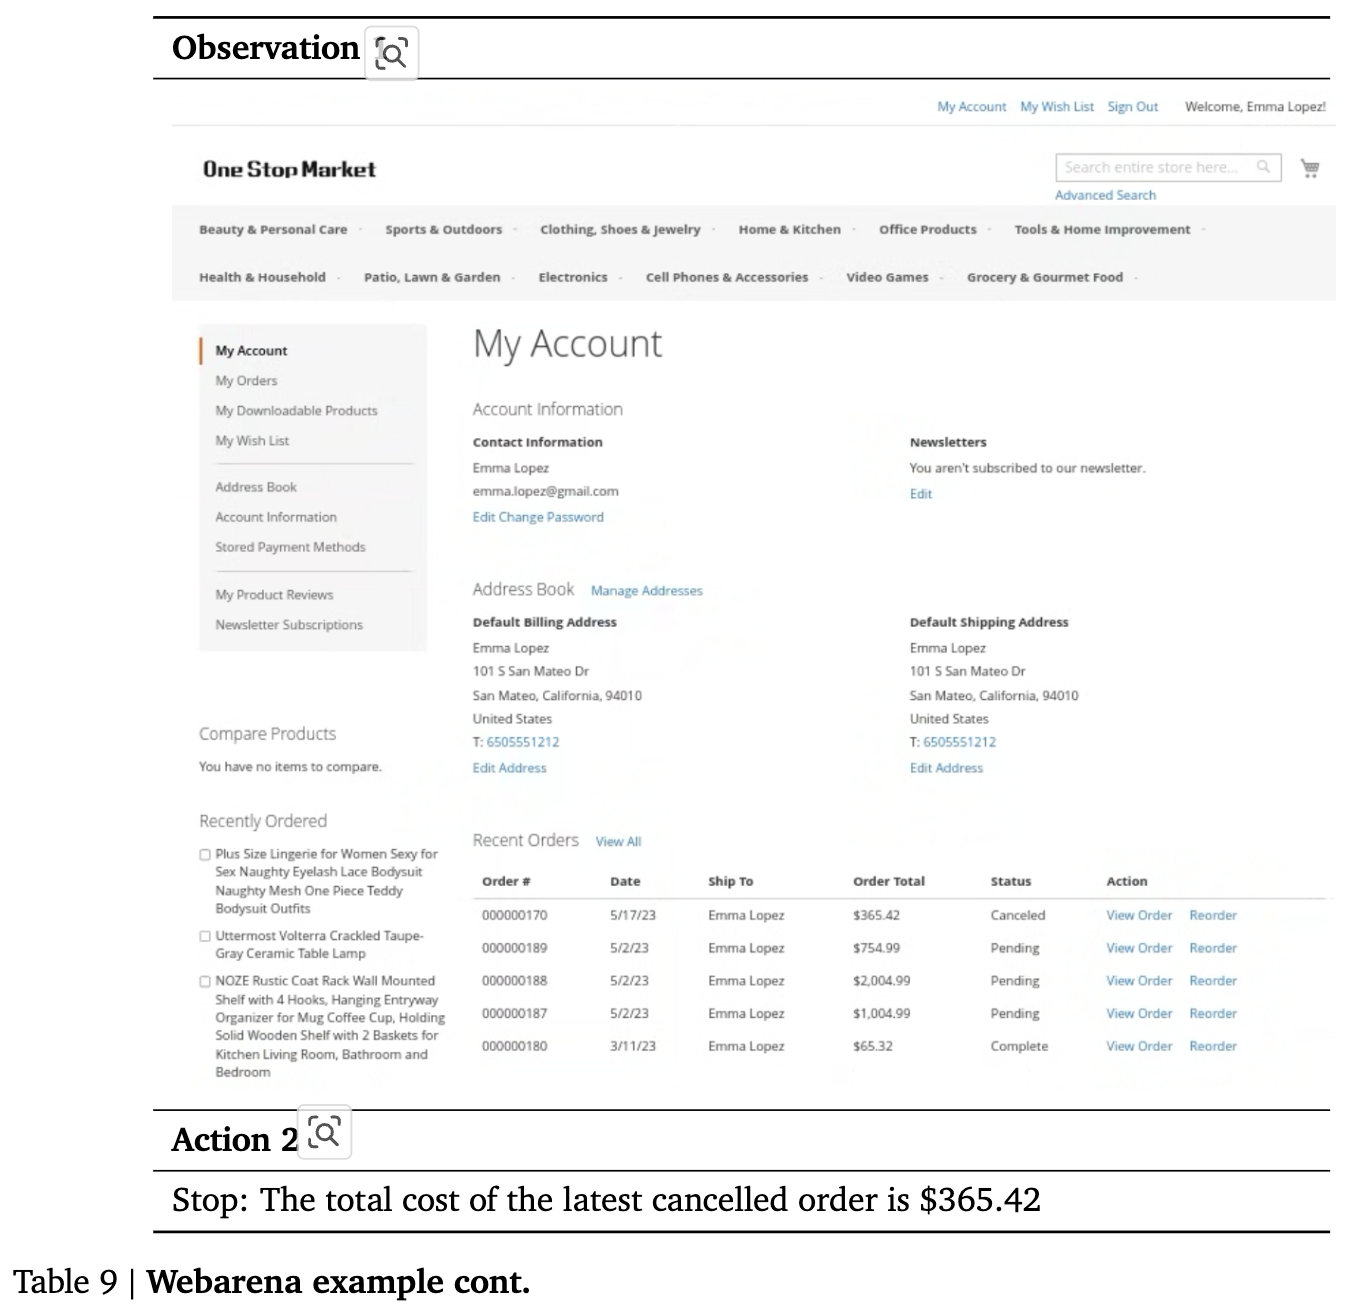 Observation
My Account My Wish List Sign Out Welcome, Emma Lopez!
One Stop Market
Search entire store here...
Advanced Search
Beauty & Personal Care Sports & Outdoors Clothing, Shoes & Jewelry Home & Kitchen Office Products Tools & Home Improvement
Health & Household Patio, Lawn & Garden Electronics Cell Phones & Accessories Video Games Grocery & Gourmet Food
My Account
My Orders
My Downloadable Products
My Wish List
Address Book
Account Information
Stored Payment Methods
My Product Reviews
Newsletter Subscriptions
Compare Products
You have no items to compare.
Recently Ordered
Plus Size Lingerie for Women Sexy for
Sex Naughty Eyelash Lace Bodysuit
Naughty Mesh One Piece Teddy
Bodysuit Outfits
Uttermost Volterra Crackled Taupe-
Gray Ceramic Table Lamp
NOZE Rustic Coat Rack Wall Mounted
Shelf with 4 Hooks, Hanging Entryway
Organizer for Mug Coffee Cup, Holding
Solid Wooden Shelf with 2 Baskets for
Kitchen Living Room, Bathroom and
Bedroom
My Account
Account Information
Contact Information
Emma Lopez
emma.lopez@gmail.com
Edit Change Password
Newsletters
You aren't subscribed to our newsletter.
Edit
Address Book Manage Addresses
Default Billing Address
Emma Lopez
101 S San Mateo Dr
San Mateo, California, 94010
United States
T: 6505551212
Edit Address
Default Shipping Address
Emma Lopez
101 S San Mateo Dr
San Mateo, California, 94010
United States
T: 6505551212
Edit Address
Recent Orders View All
Order # Date Ship To Order Total Status Action
000000170 5/17/23 Emma Lopez $365.42 Canceled View Order Reorder
000000189 5/2/23 Emma Lopez $754.99 Pending View Order Reorder
000000188 5/2/23 Emma Lopez $2,004.99 Pending View Order Reorder
000000187 5/2/23 Emma Lopez $1,004.99 Pending View Order Reorder
000000180 3/11/23 Emma Lopez $65.32 Complete View Order Reorder
Action 2
Stop: The total cost of the latest cancelled order is $365.42
Table 9 | Webarena example cont.